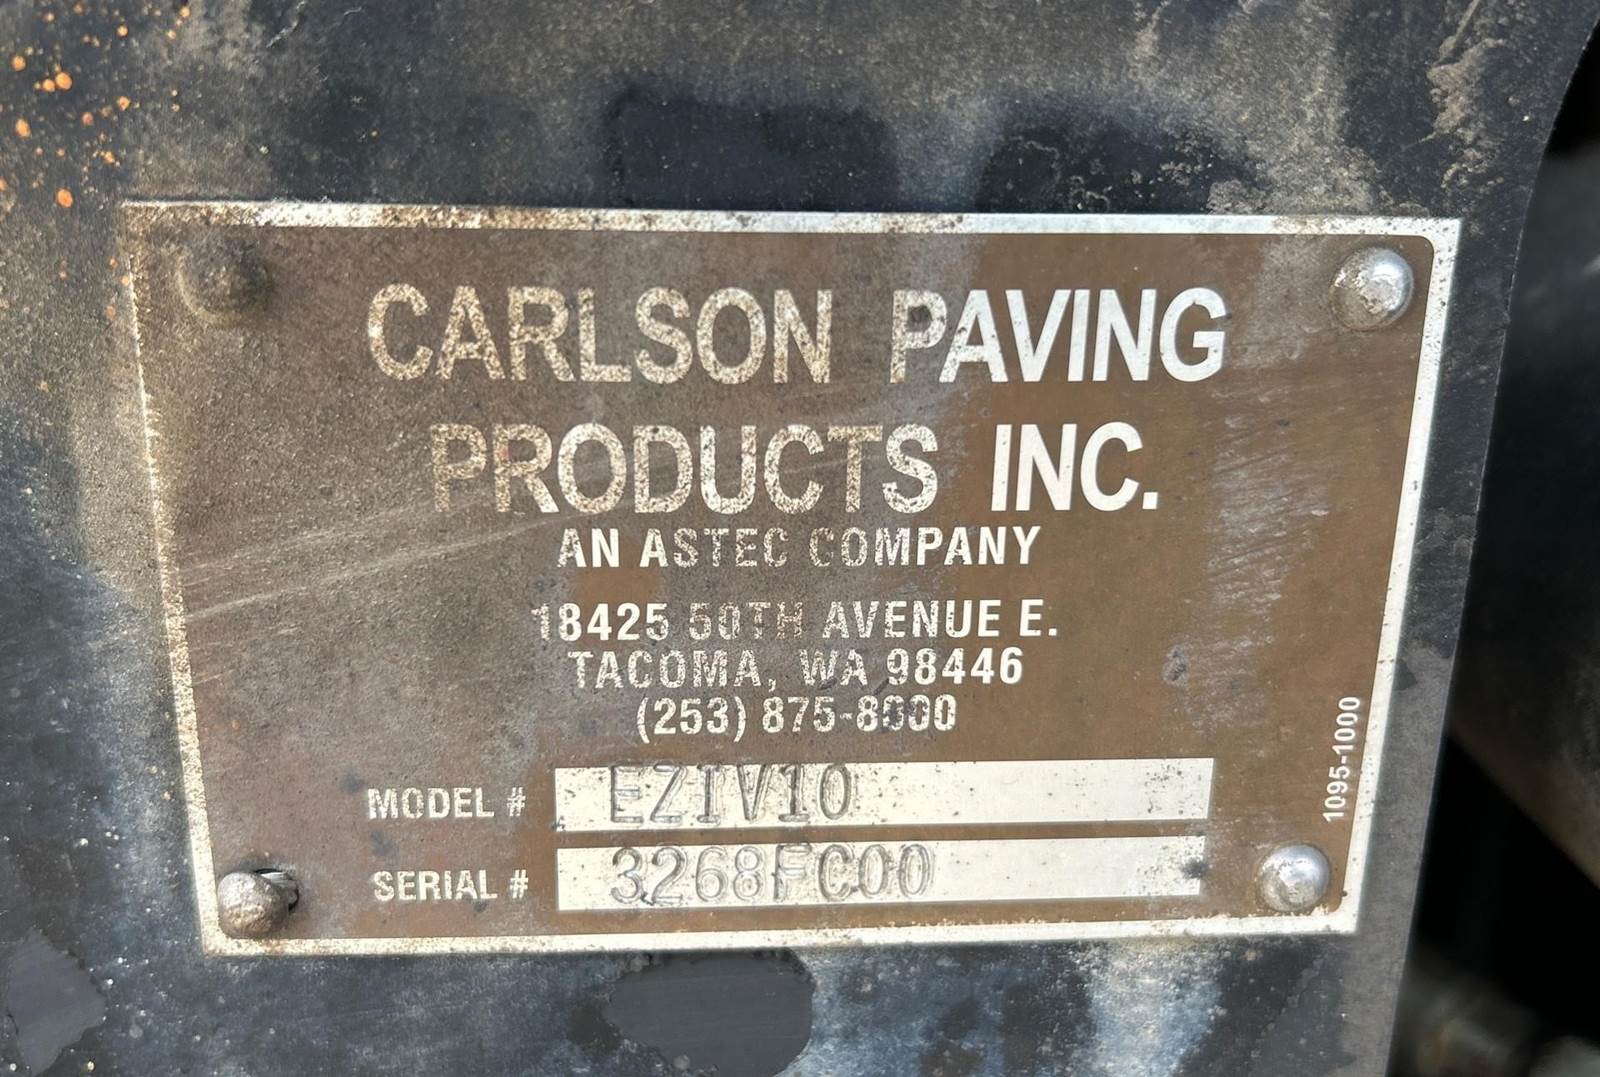 CARLSON PAVING
PRODUCTS INC.
AN ASTEC COMPANY
18425 50TH AVENUE E.
TACOMA, WA 98446
(253) 875-8000
MODEL # EZIV10
SERIAL # 3268FC00
1095-1000